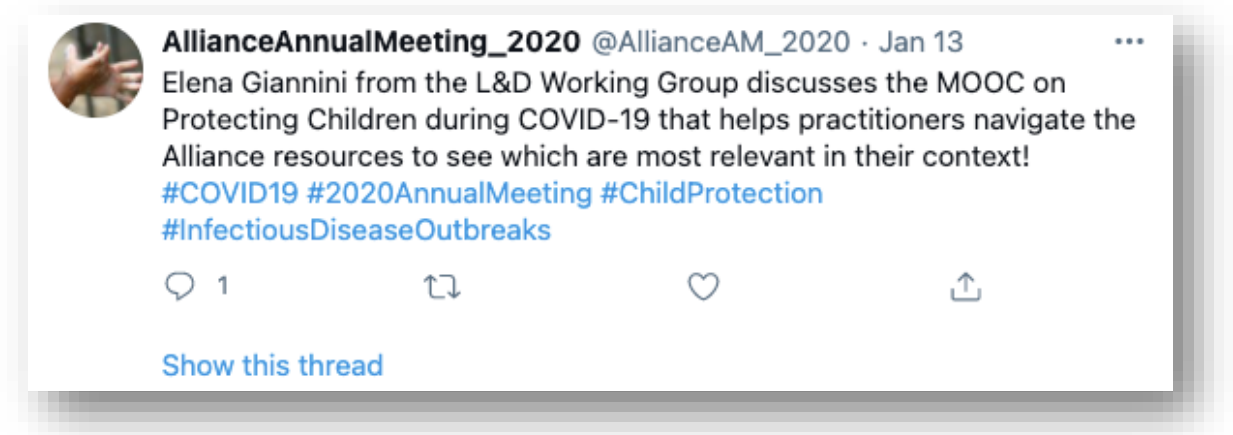 AllianceAnnualMeeting_2020 @AllianceAM_2020 · Jan 13
Elena Giannini from the L&D Working Group discusses the MOOC on
Protecting Children during COVID-19 that helps practitioners navigate the
Alliance resources to see which are most relevant in their context!
#COVID19 #2020AnnualMeeting #ChildProtection
#InfectiousDiseaseOutbreaks
1
Show this thread